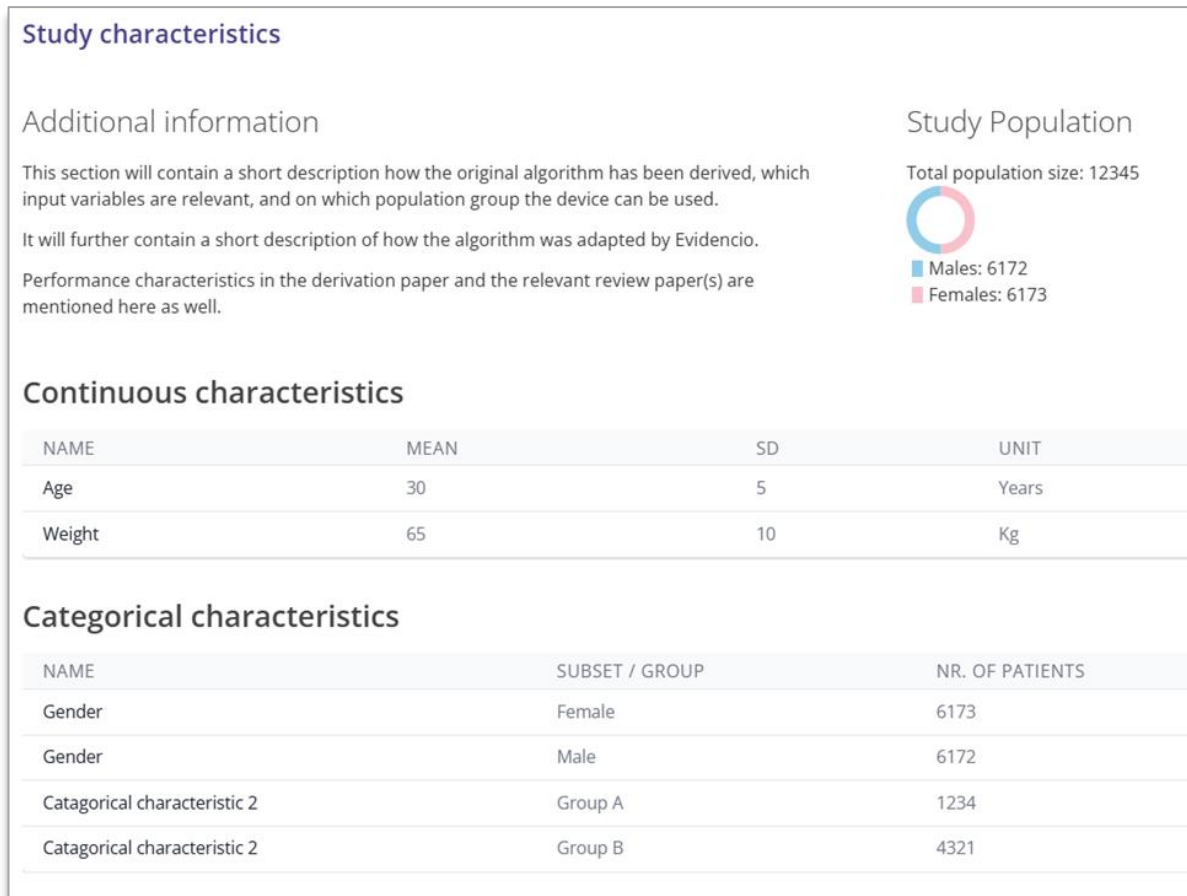 Study characteristics
Additional information
This section will contain a short description how the original algorithm has been derived, which
input variables are relevant, and on which population group the device can be used.
It will further contain a short description of how the algorithm was adapted by Evidencio.
Performance characteristics in the derivation paper and the relevant review paper(s) are
mentioned here as well.
Study Population
Total population size: 12345
Males: 6172
Females: 6173
Continuous characteristics
NAME MEAN SD UNIT
Age 30 5 Years
Weight 65 10 Kg
Categorical characteristics
NAME SUBSET / GROUP NR. OF PATIENTS
Gender Female 6173
Gender Male 6172
Catagorical characteristic 2 Group A 1234
Catagorical characteristic 2 Group B 4321